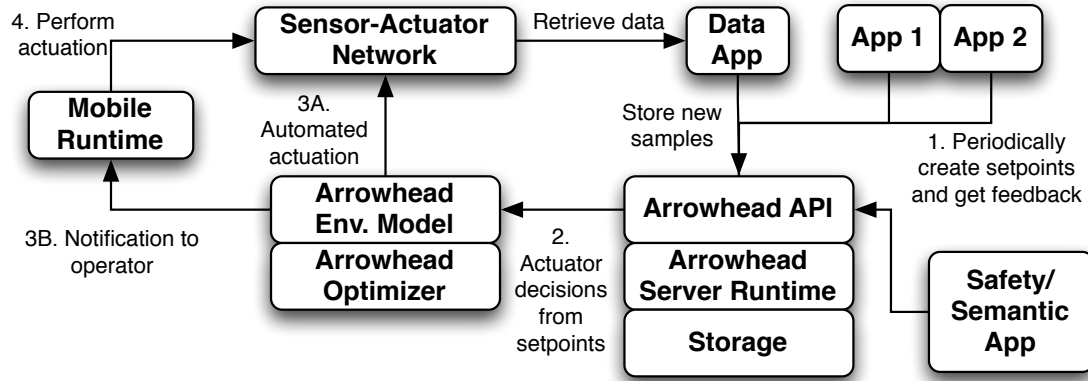 4. Perform
actuation
Sensor-Actuator
Network
Retrieve data
Data
App
App 1
App 2
Mobile
Runtime
3A.
Automated
actuation
Store new
samples
1. Periodically
create setpoints
and get feedback
3B. Notification to
operator
Arrowhead
Env. Model
Arrowhead
Optimizer
2.
Actuator
decisions
from
setpoints
Arrowhead API
Arrowhead
Server Runtime
Storage
Safety/
Semantic
App